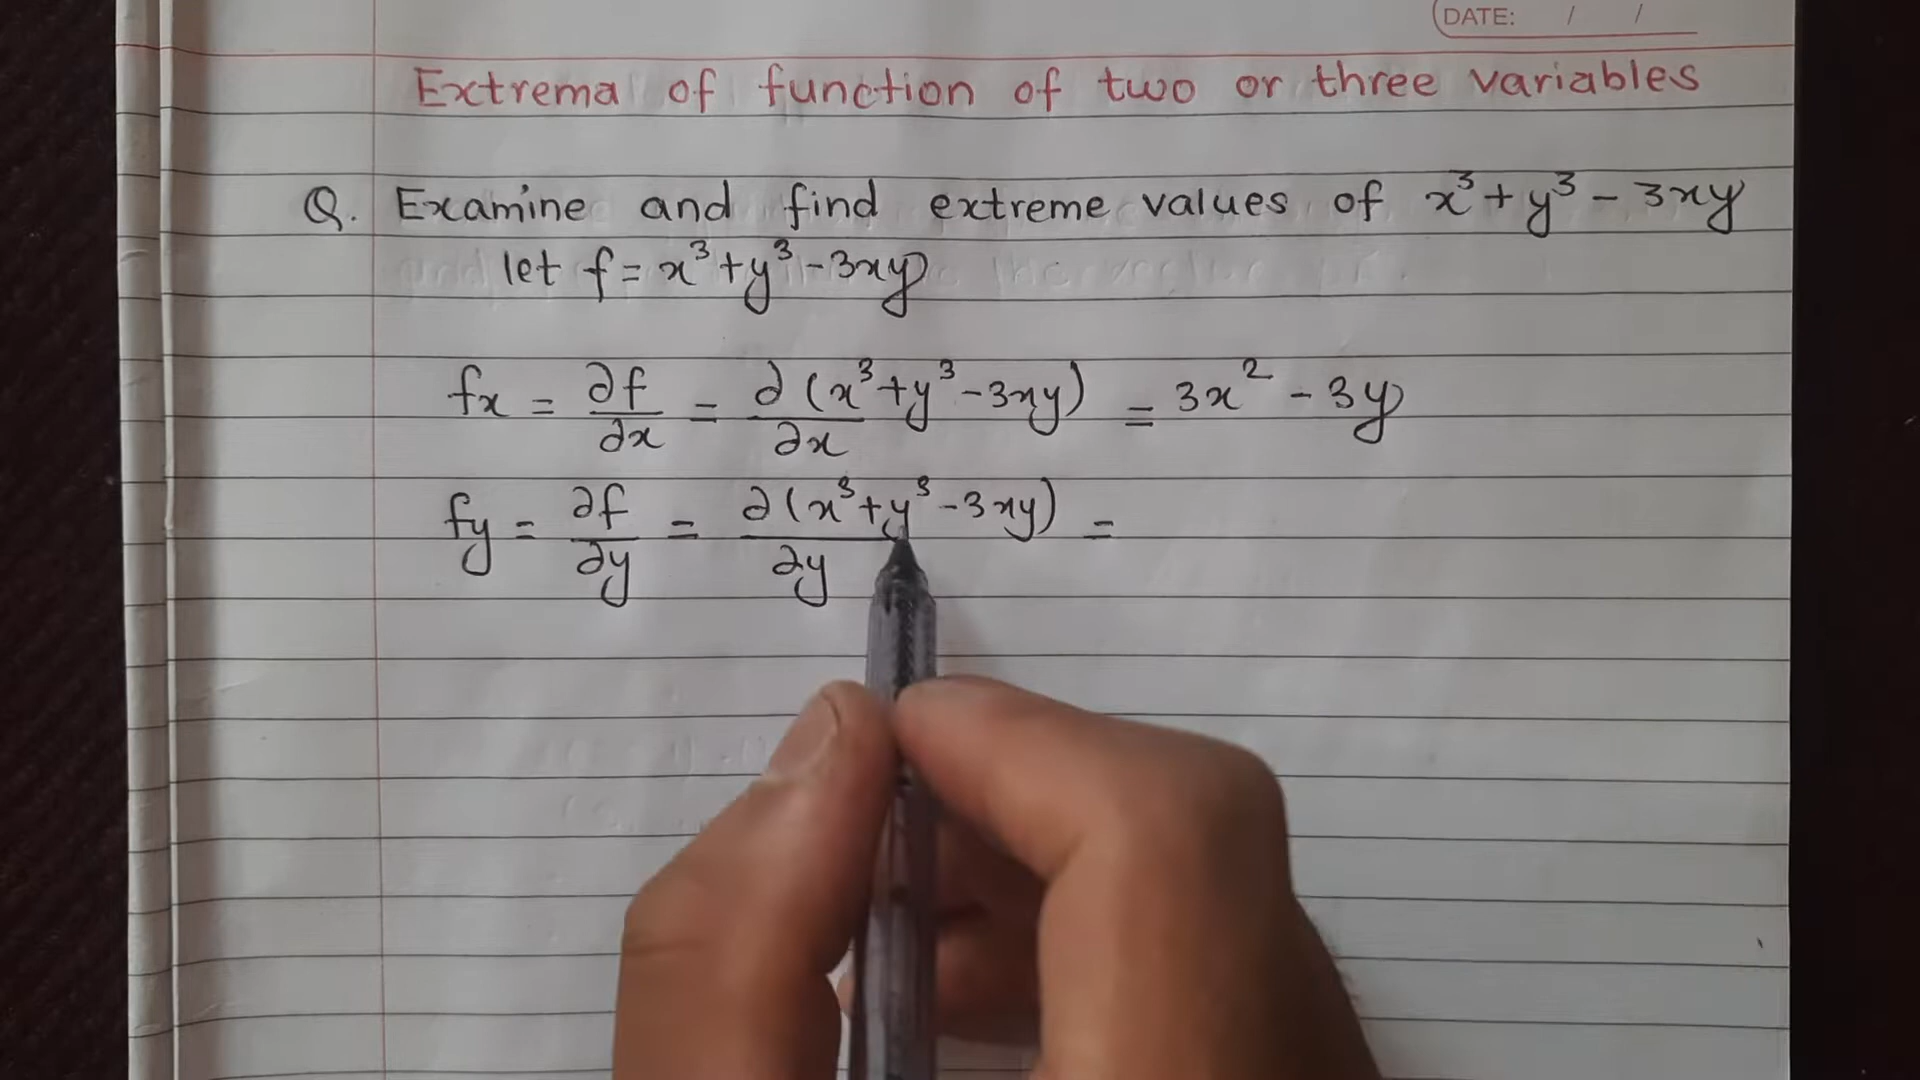 DATE: / /
Extrema of function of two or three variables
Q. Examine and find extreme values of x³+y³-3xy
let f = x³+y³-3xy
fx = ∂f/∂x = ∂(x³+y³-3xy)/∂x = 3x² - 3y
fy = ∂f/∂y = ∂(x³+y³-3xy)/∂y =